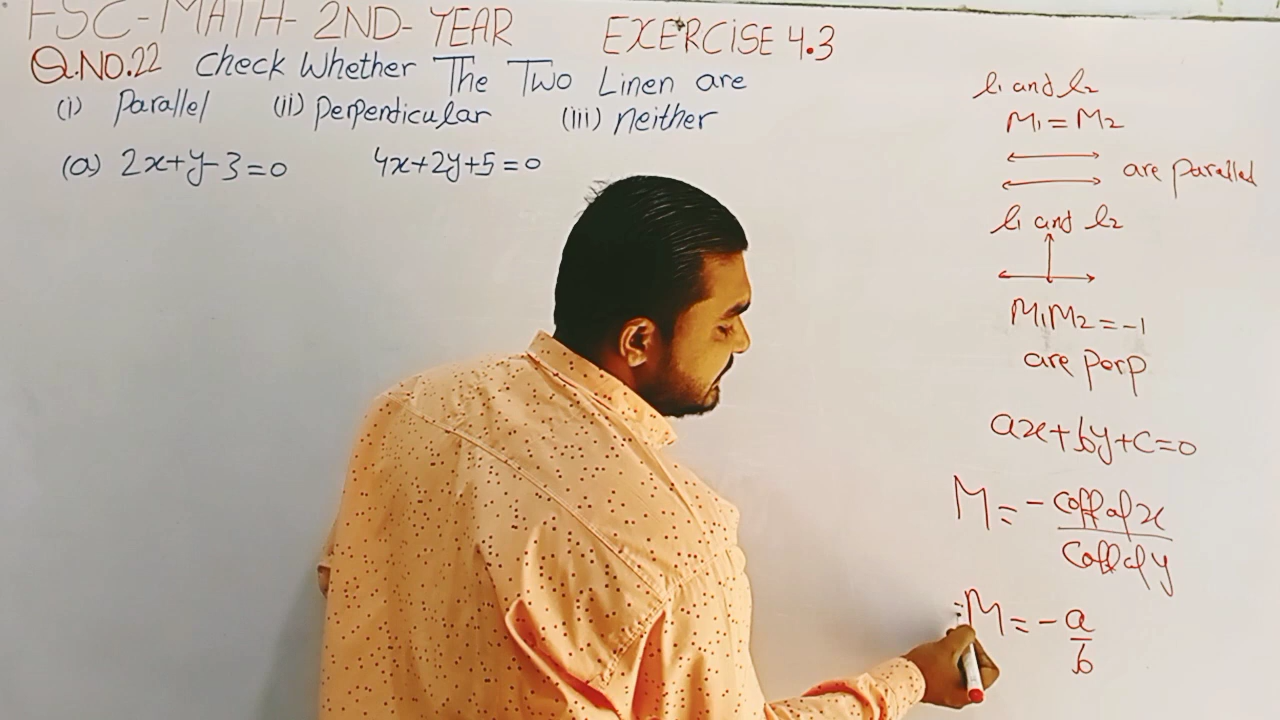 FSC-MATH-2ND-YEAR EXERCISE 4.3
Q.NO.22 Check Whether The Two Linen are
(i) Parallel (ii) Perpendicular (iii) neither
(a) 2x+y-3=0 4x+2y+5=0
l1 and l2
M1=M2
are paralled
l1 and l2
M1M2=-1
are perp
ax+by+c=0
M=-coff of x/coff of y
M=-a/b